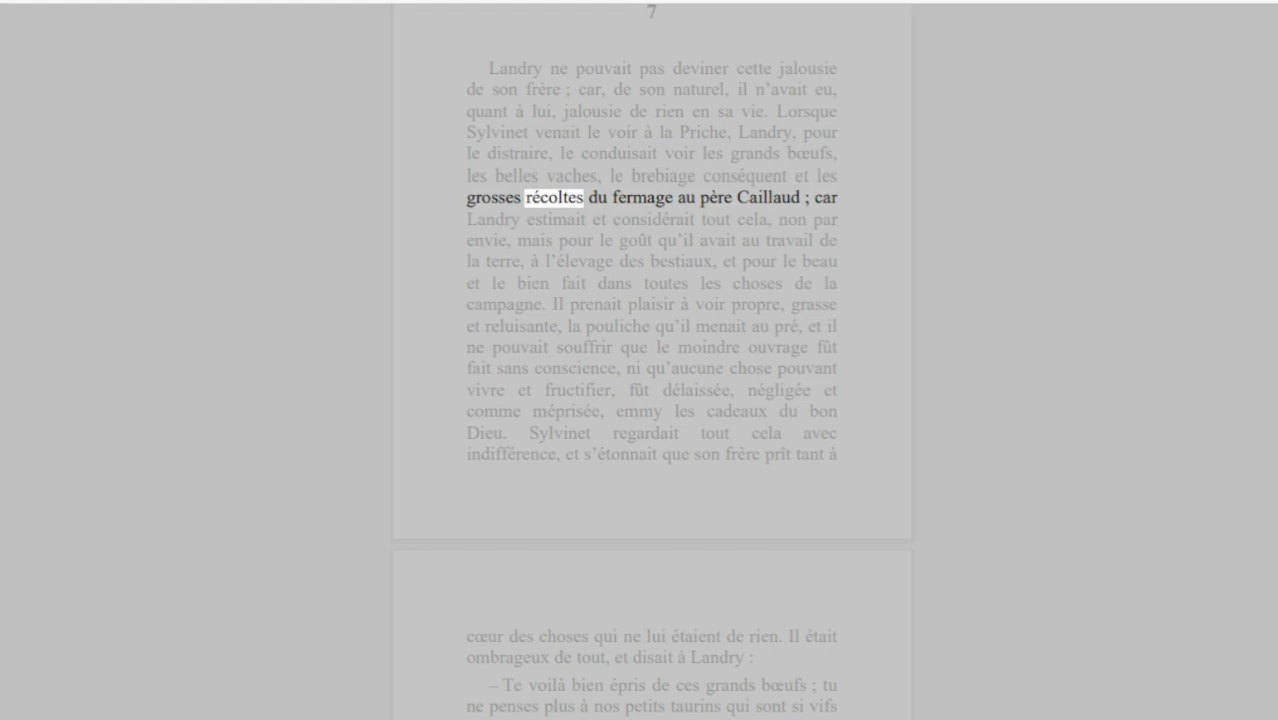 7
Landry ne pouvait pas deviner cette jalousie
de son frère ; car, de son naturel, il n’avait eu,
quant à lui, jalousie de rien en sa vie. Lorsque
Sylvinet venait le voir à la Priche, Landry, pour
le distraire, le conduisait voir les grands bœufs,
les belles vaches, le brebiage conséquent et les
grosses récoltes du fermage au père Caillaud ; car
Landry estimait et considérait tout cela, non par
envie, mais pour le goût qu’il avait au travail de
la terre, à l’élevage des bestiaux, et pour le beau
et le bien fait dans toutes les choses de la
campagne. Il prenait plaisir à voir propre, grasse
et reluisante, la pouliche qu’il menait au pré, et il
ne pouvait souffrir que le moindre ouvrage fût
fait sans conscience, ni qu’aucune chose pouvant
vivre et fructifier, fût délaissée, négligée et
comme méprisée, emmy les cadeaux du bon
Dieu. Sylvinet regardait tout cela avec
indifférence, et s’étonnait que son frère prît tant à
cœur des choses qui ne lui étaient de rien. Il était
ombrageux de tout, et disait à Landry :
– Te voilà bien épris de ces grands bœufs ; tu
ne penses plus à nos petits taurins qui sont si vifs